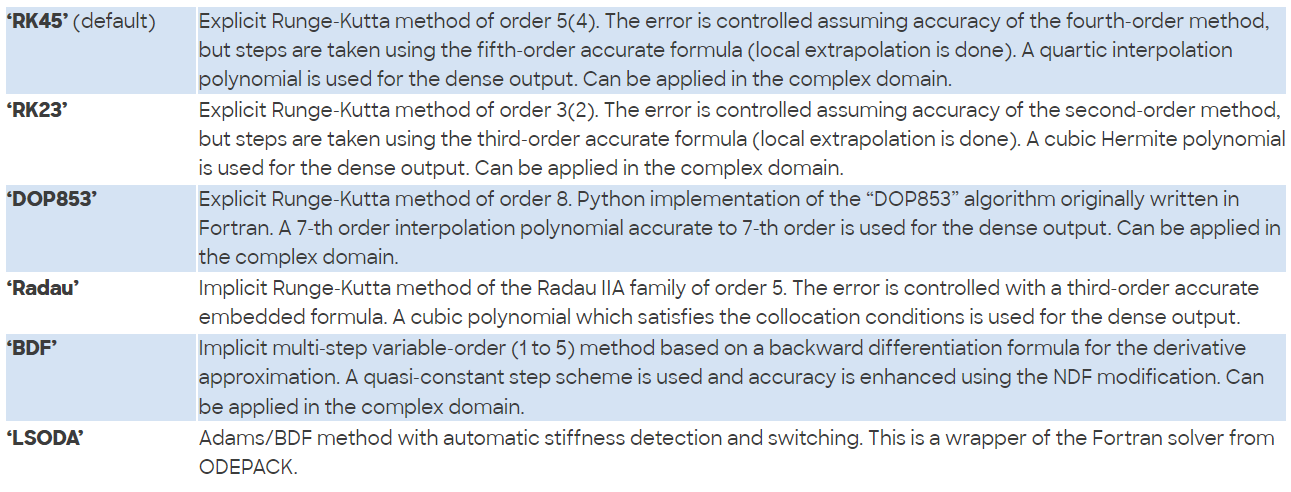 ‘RK45’ (default) Explicit Runge-Kutta method of order 5(4). The error is controlled assuming accuracy of the fourth-order method,
but steps are taken using the fifth-order accurate formula (local extrapolation is done). A quartic interpolation
polynomial is used for the dense output. Can be applied in the complex domain.
‘RK23’ Explicit Runge-Kutta method of order 3(2). The error is controlled assuming accuracy of the second-order method,
but steps are taken using the third-order accurate formula (local extrapolation is done). A cubic Hermite polynomial
is used for the dense output. Can be applied in the complex domain.
‘DOP853’ Explicit Runge-Kutta method of order 8. Python implementation of the “DOP853” algorithm originally written in
Fortran. A 7-th order interpolation polynomial accurate to 7-th order is used for the dense output. Can be applied in
the complex domain.
‘Radau’ Implicit Runge-Kutta method of the Radau IIA family of order 5. The error is controlled with a third-order accurate
embedded formula. A cubic polynomial which satisfies the collocation conditions is used for the dense output.
‘BDF’ Implicit multi-step variable-order (1 to 5) method based on a backward differentiation formula for the derivative
approximation. A quasi-constant step scheme is used and accuracy is enhanced using the NDF modification. Can
be applied in the complex domain.
‘LSODA’ Adams/BDF method with automatic stiffness detection and switching. This is a wrapper of the Fortran solver from
ODEPACK.